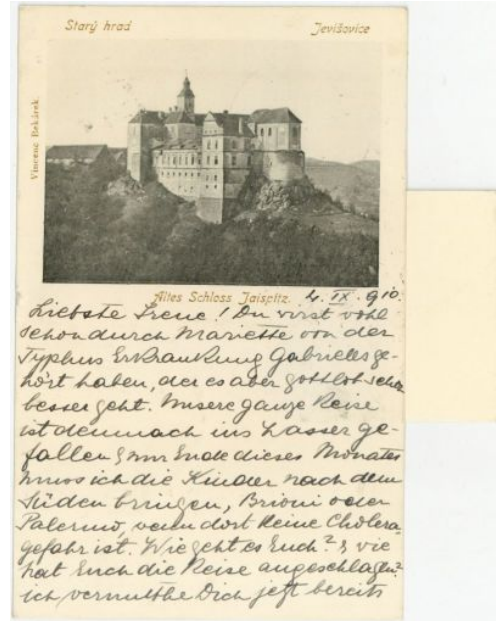 Starý hrad Jevišovice
Vincenc Bekárek.
Altes Schloss Jaispitz. 4. IX. 910.
Liebste Irene! Du wirst wohl
schon durch Mariette von der
Typhus Erkrankung Gabrieles ge-
hört haben, der es aber gottlob schon
besser geht. Unsere ganze Reise
ist demnach ins Wasser ge-
fallen & nur Ende dieses Monates
muss ich die Kinder nach dem
Süden bringen, Brioni oder
Palermo, wenn dort keine Cholera
gefahr ist. Wie geht es Euch? & wie
hat Euch die Reise angeschlagen?
ich vermuthe Dich jetzt bereits